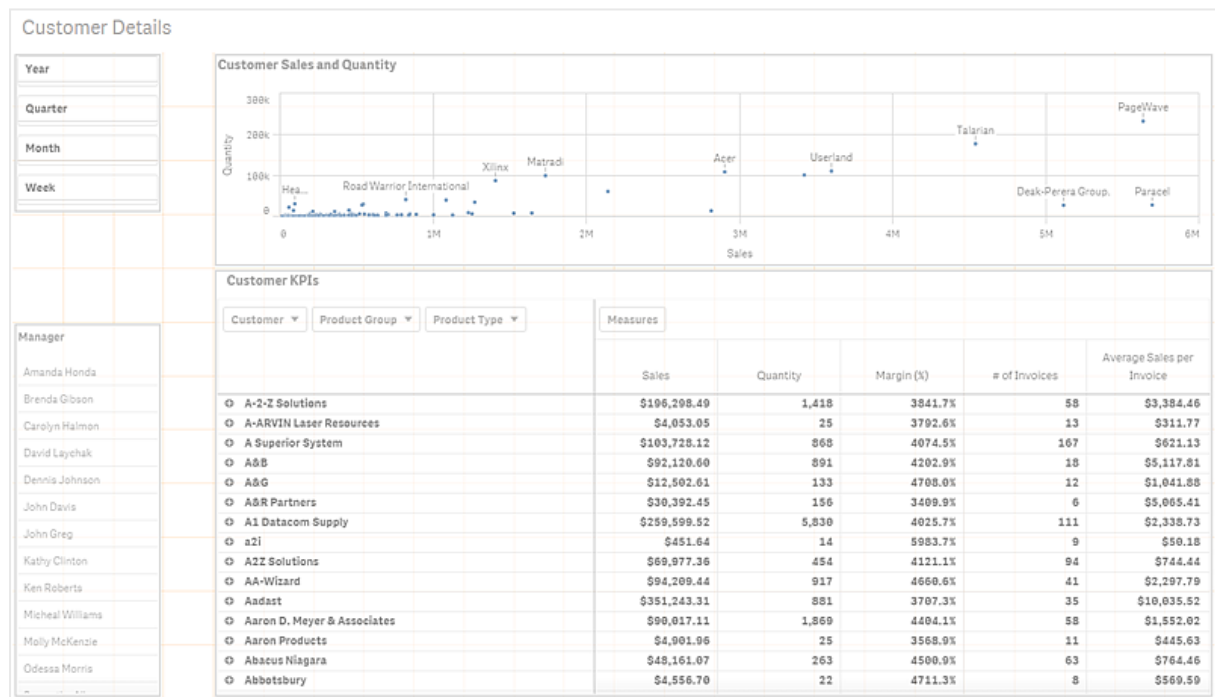 Customer Details
Year
Quarter
Month
Week
Customer Sales and Quantity
300k
200k
100k
0
Quantity
PageWave
Talarian
Acer
Userland
Xilinx
Matradi
Hea...
Road Warrior International
Deak-Perera Group.
Paracel
0 1M 2M 3M 4M 5M 6M
Sales
Customer KPIs
Customer Product Group Product Type Measures
Sales Quantity Margin (%) # of Invoices Average Sales per Invoice
A-2-Z Solutions $196,298.49 1,418 3841.7% 58 $3,384.46
A-ARVIN Laser Resources $4,053.05 25 3792.6% 13 $311.77
A Superior System $103,728.12 868 4074.5% 167 $621.13
A&B $92,120.60 891 4202.9% 18 $5,117.81
A&G $12,502.61 133 4708.0% 12 $1,041.88
A&R Partners $30,392.45 156 3409.9% 6 $5,065.41
A1 Datacom Supply $259,599.52 5,830 4025.7% 111 $2,338.73
a2i $451.64 14 5983.7% 9 $50.18
A2Z Solutions $69,977.36 454 4121.1% 94 $744.44
AA-Wizard $94,209.44 917 4660.6% 41 $2,297.79
Aadast $351,243.31 881 3707.3% 35 $10,035.52
Aaron D. Meyer & Associates $90,017.11 1,869 4404.1% 58 $1,552.02
Aaron Products $4,901.96 25 3568.9% 11 $445.63
Abacus Niagara $48,161.07 263 4500.9% 63 $764.46
Abbotsbury $4,556.70 22 4711.3% 8 $569.59
Manager
Amanda Honda
Brenda Gibson
Carolyn Halmon
David Laychak
Dennis Johnson
John Davis
John Greg
Kathy Clinton
Ken Roberts
Micheal Williams
Molly McKenzie
Odessa Morris